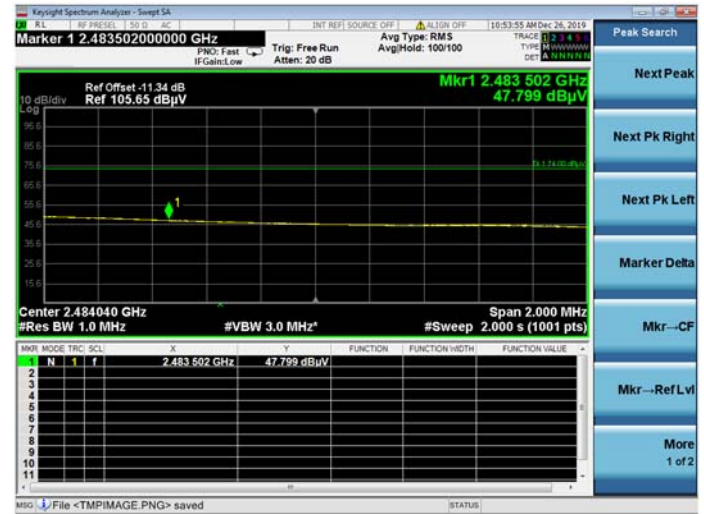 Keysight Spectrum Analyzer - Swept SA
RL RF PRESEL 50 Ω AC INT REF SOURCE OFF ALIGN OFF 10:53:55 AM Dec 26, 2019
Marker 1 2.483502000000 GHz
PNO: Fast
IFGain:Low
Trig: Free Run
Atten: 20 dB
Avg Type: RMS
Avg|Hold: 100/100
TRACE 1 2 3 4 5 6
TYPE M WWWWW
DET A N N N N N
Peak Search
Next Peak
Next Pk Right
Next Pk Left
Marker Delta
Mkr→CF
Mkr→Ref Lvl
More
1 of 2
Mkr1 2.483 502 GHz
47.799 dBµV
Ref Offset -11.34 dB
10 dB/div Ref 105.65 dBµV
Log
95.6
85.6
75.6
65.6
55.6
45.6
35.6
25.6
15.6
1
Center 2.484040 GHz Span 2.000 MHz
#Res BW 1.0 MHz #VBW 3.0 MHz* #Sweep 2.000 s (1001 pts)
MKR MODE TRC SCL X Y FUNCTION FUNCTION WIDTH FUNCTION VALUE
1 N 1 f 2.483 502 GHz 47.799 dBµV
2
3
4
5
6
7
8
9
10
11
MSG File <TMPIMAGE.PNG> saved STATUS